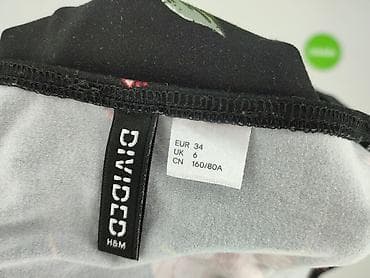 DIVIDED
H&M
EUR 34
UK 6
CN 160/80A